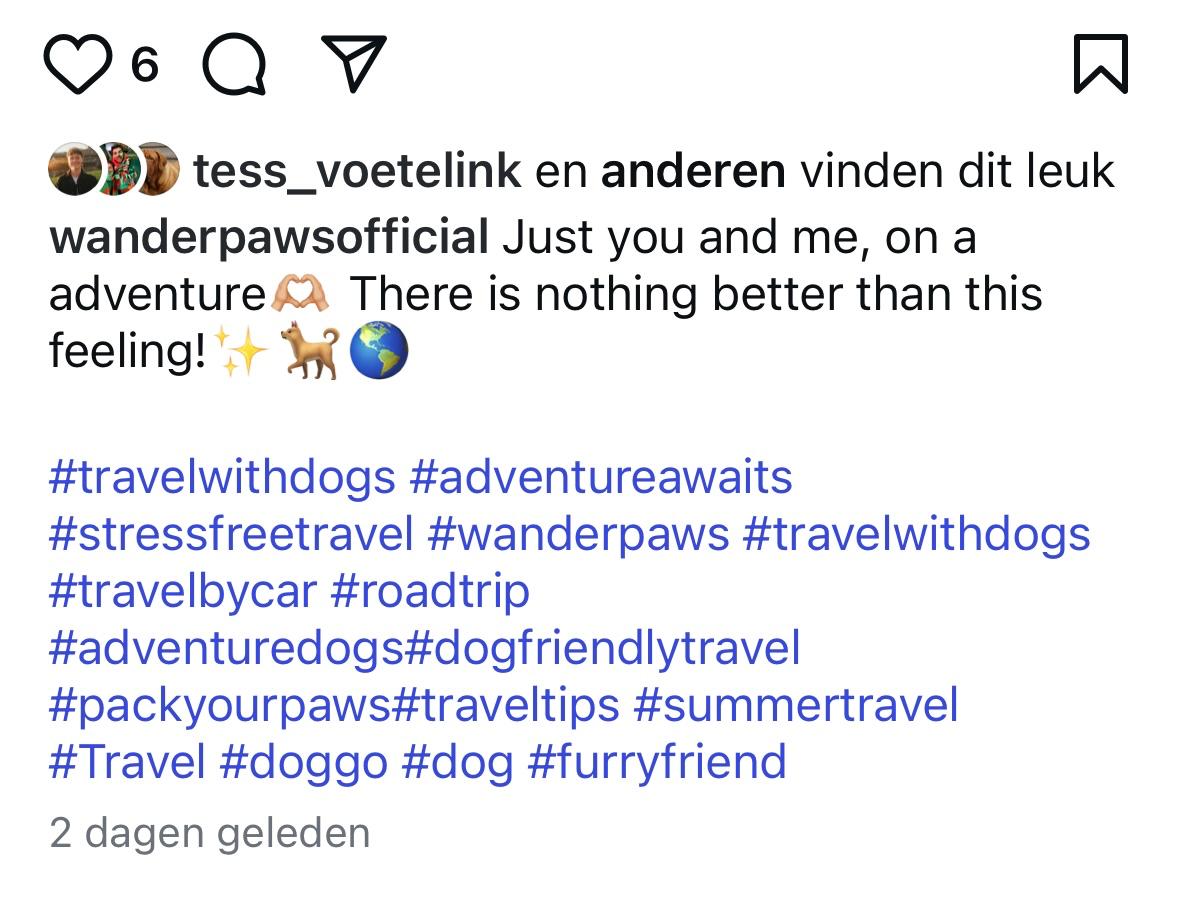 6
tess_voetelink en anderen vinden dit leuk
wanderpawsofficial Just you and me, on a
adventure🫶🏼 There is nothing better than this
feeling!✨🐕🌎
#travelwithdogs #adventureawaits
#stressfreetravel #wanderpaws #travelwithdogs
#travelbycar #roadtrip
#adventuredogs#dogfriendlytravel
#packyourpaws#traveltips #summertravel
#Travel #doggo #dog #furryfriend
2 dagen geleden